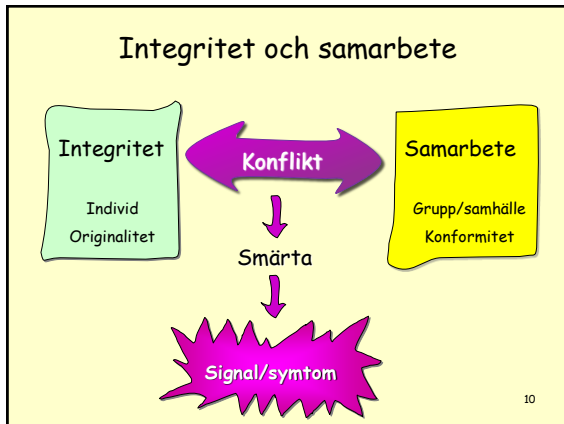 Integritet och samarbete
Integritet
Individ
Originalitet
Konflikt
Samarbete
Grupp/samhälle
Konformitet
Smärta
Signal/symtom
10